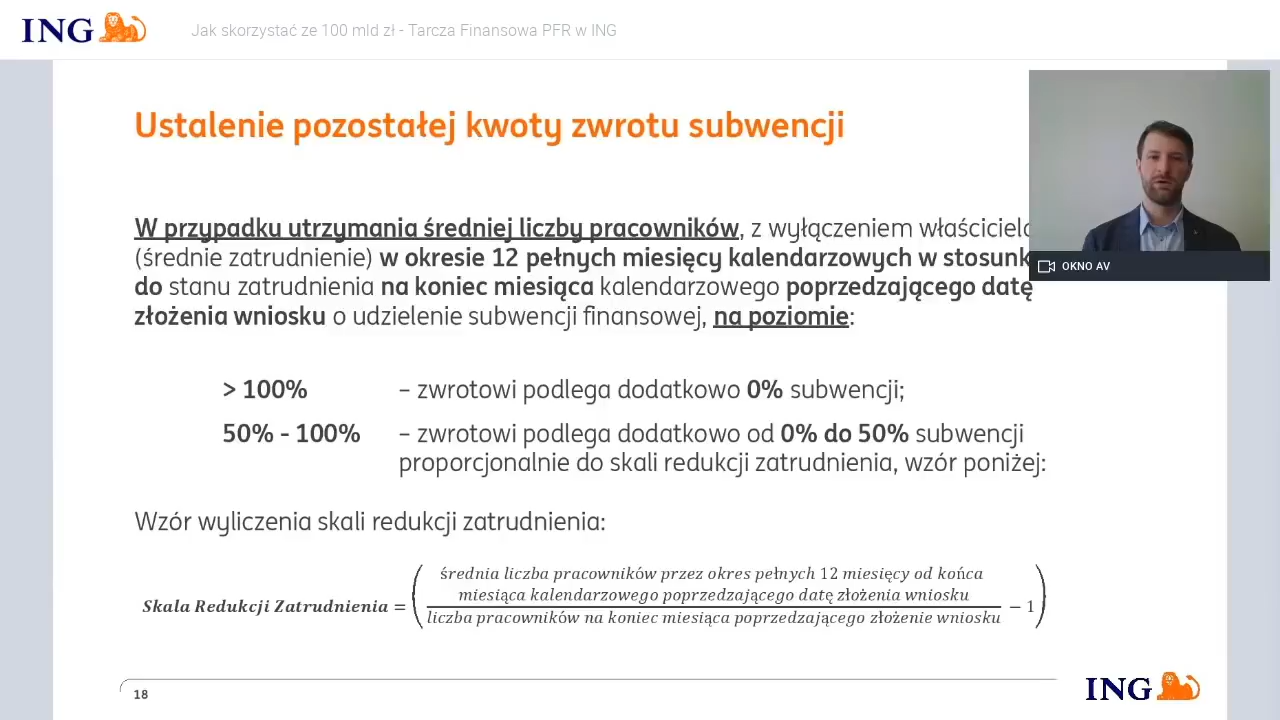 ING
Jak skorzystać ze 100 mld zł - Tarcza Finansowa PFR w ING
Ustalenie pozostałej kwoty zwrotu subwencji
OKNO AV
W przypadku utrzymania średniej liczby pracowników, z wyłączeniem
(średnie zatrudnienie) w okresie 12 pełnych miesięcy kalendarzowych w
do stanu zatrudnienia na koniec miesiąca kalendarzowego poprzedzającego datę
złożenia wniosku o udzielenie subwencji finansowej, na poziomie:
> 100% – zwrotowi podlega dodatkowo 0% subwencji;
50% - 100% – zwrotowi podlega dodatkowo od 0% do 50% subwencji
proporcjonalnie do skali redukcji zatrudnienia, wzór poniżej:
Wzór wyliczenia skali redukcji zatrudnienia:
średnia liczba pracowników przez okres pełnych 12 miesięcy od końca
miesiąca kalendarzowego poprzedzającego datę złożenia wniosku
Skala Redukcji Zatrudnienia = ( − 1 )
liczba pracowników na koniec miesiąca poprzedzającego złożenie wniosku
18
ING